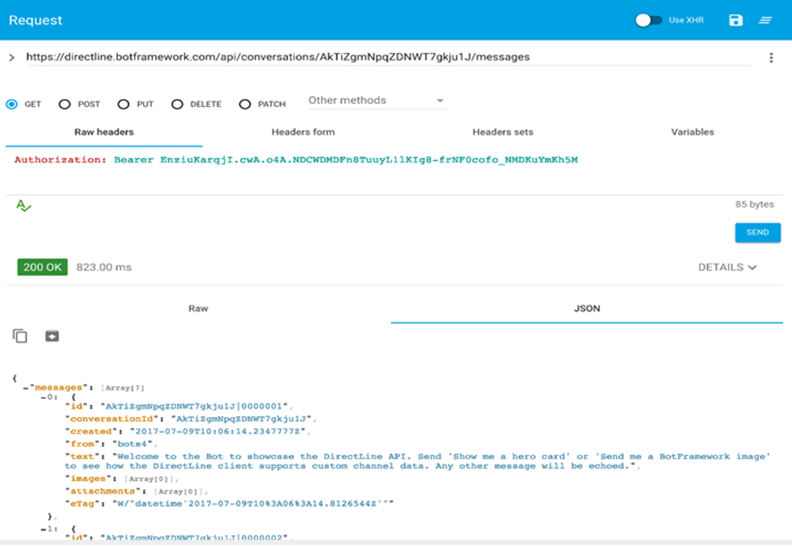 Request
Use XHR
https://directline.botframework.com/api/conversations/AkTiZgmNpqZDNWT7gkju1J/messages
GET POST PUT DELETE PATCH Other methods
Raw headers Headers form Headers sets Variables
Authorization: Bearer EnziuKarqjI.cwA.o4A.NDCWDMDFn8TuuyL1lKIg8-frNF0cofo_NMDKuYmKh5M
85 bytes
SEND
200 OK 823.00 ms DETAILS
Raw JSON
{
"messages": [Array[7]
0: {
"id": "AkTiZgmNpqZDNWT7gkju1J|0000001",
"conversationId": "AkTiZgmNpqZDNWT7gkju1J",
"created": "2017-07-09T10:06:14.2347777Z",
"from": "botm4",
"text": "Welcome to the Bot to showcase the DirectLine API. Send 'Show me a hero card' or 'Send me a BotFramework image'
to see how the DirectLine client supports custom channel data. Any other message will be echoed.",
"images": [Array[0]],
"attachments": [Array[0]],
"eTag": "W/"datetime'2017-07-09T10%3A06%3A14.8126544Z'""
},
1: {
"id": "AkTiZgmNpqZDNWT7gkju1J|0000002",